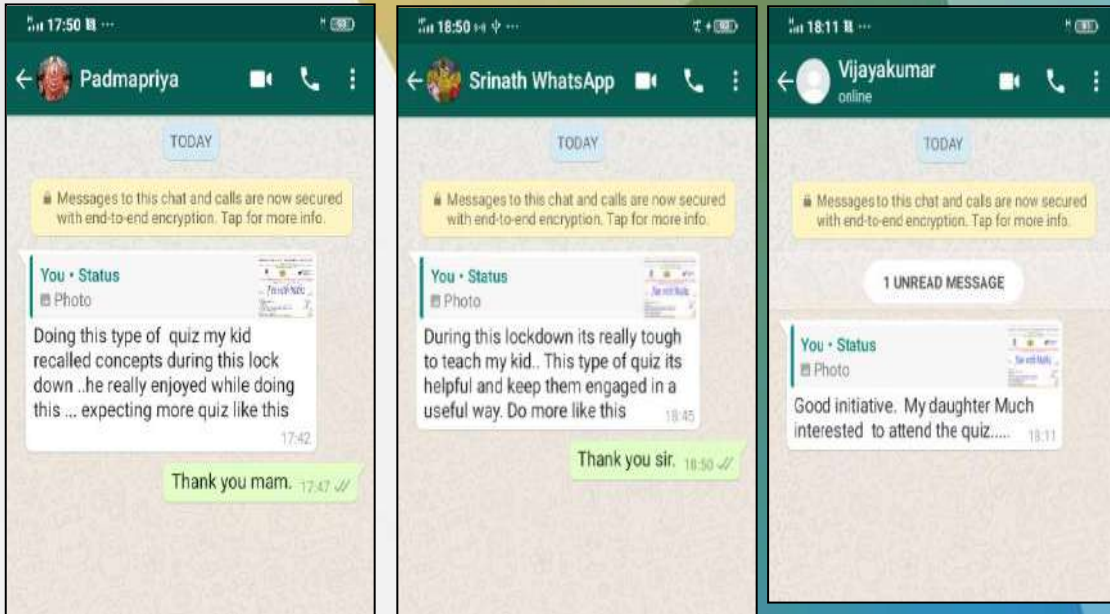 17:50
Padmapriya
TODAY
Messages to this chat and calls are now secured
with end-to-end encryption. Tap for more info.
You • Status
Photo
Doing this type of quiz my kid
recalled concepts during this lock
down ..he really enjoyed while doing
this ... expecting more quiz like this
17:42
Thank you mam. 17:47
18:50
Srinath WhatsApp
TODAY
Messages to this chat and calls are now secured
with end-to-end encryption. Tap for more info.
You • Status
Photo
During this lockdown its really tough
to teach my kid.. This type of quiz its
helpful and keep them engaged in a
useful way. Do more like this 18:45
Thank you sir. 18:50
18:11
Vijayakumar
online
TODAY
Messages to this chat and calls are now secured
with end-to-end encryption. Tap for more info.
1 UNREAD MESSAGE
You • Status
Photo
Good initiative. My daughter Much
interested to attend the quiz..... 18:11